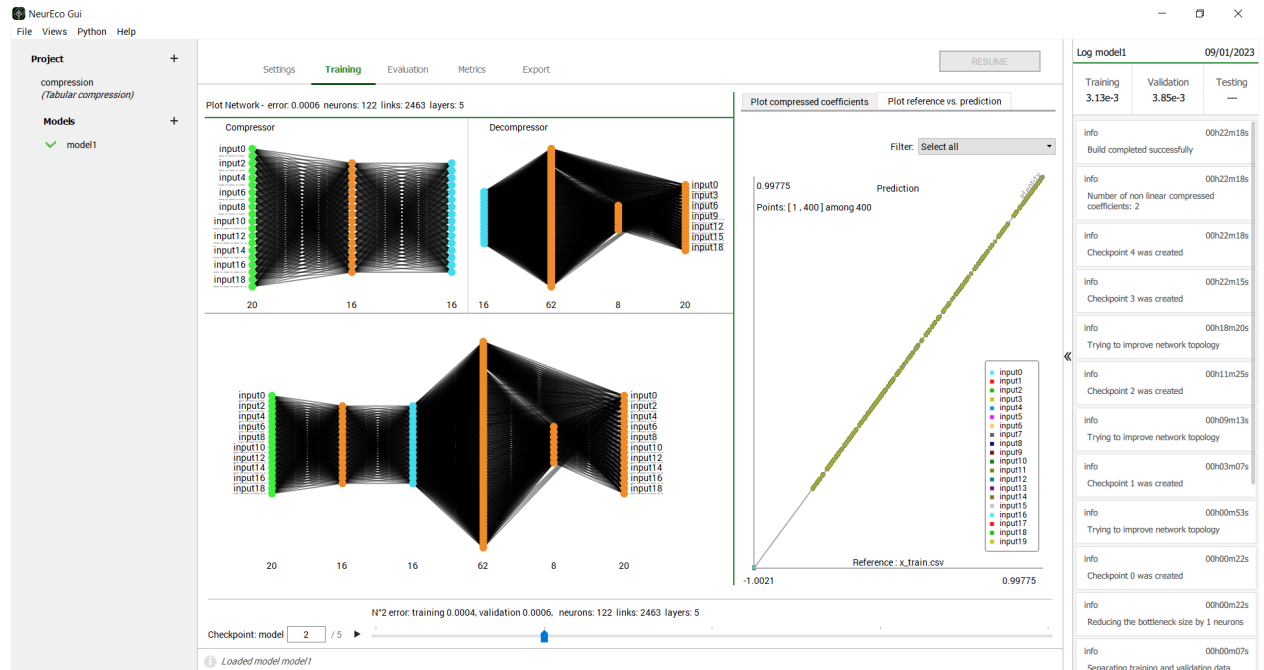 NeurEco Gui
File Views Python Help
Project +
compression
(Tabular compression)
Models +
model1
Settings Training Evaluation Metrics Export
RESUME
Plot Network - error: 0.0006 neurons: 122 links: 2463 layers: 5
Compressor
Decompressor
input0
input2
input4
input6
input8
input10
input12
input14
input16
input18
20 16 16
input0
input3
input6
input9
input12
input15
input18
16 62 8 20
input0
input2
input4
input6
input8
input10
input12
input14
input16
input18
input0
input2
input4
input6
input8
input10
input12
input14
input16
input18
20 16 16 62 8 20
Plot compressed coefficients Plot reference vs. prediction
Filter: Select all
0.99775
Prediction
Points: [ 1 , 400 ] among 400
input0
input1
input2
input3
input4
input5
input6
input7
input8
input9
input10
input11
input12
input13
input14
input15
input16
input17
input18
input19
Reference : x_train.csv
-1.0021 0.99775
N°2 error: training 0.0004, validation 0.0006, neurons: 122 links: 2463 layers: 5
Checkpoint: model 2 / 5
Loaded model model1
Log model1 09/01/2023
Training Validation Testing
3.13e-3 3.85e-3 ---
info 00h22m18s
Build completed successfully
info 00h22m18s
Number of non linear compressed
coefficients: 2
info 00h22m18s
Checkpoint 4 was created
info 00h22m15s
Checkpoint 3 was created
info 00h18m20s
Trying to improve network topology
info 00h11m25s
Checkpoint 2 was created
info 00h09m13s
Trying to improve network topology
info 00h03m07s
Checkpoint 1 was created
info 00h00m53s
Trying to improve network topology
info 00h00m22s
Checkpoint 0 was created
info 00h00m22s
Reducing the bottleneck size by 1 neurons
info 00h00m07s
Separating training and validation data